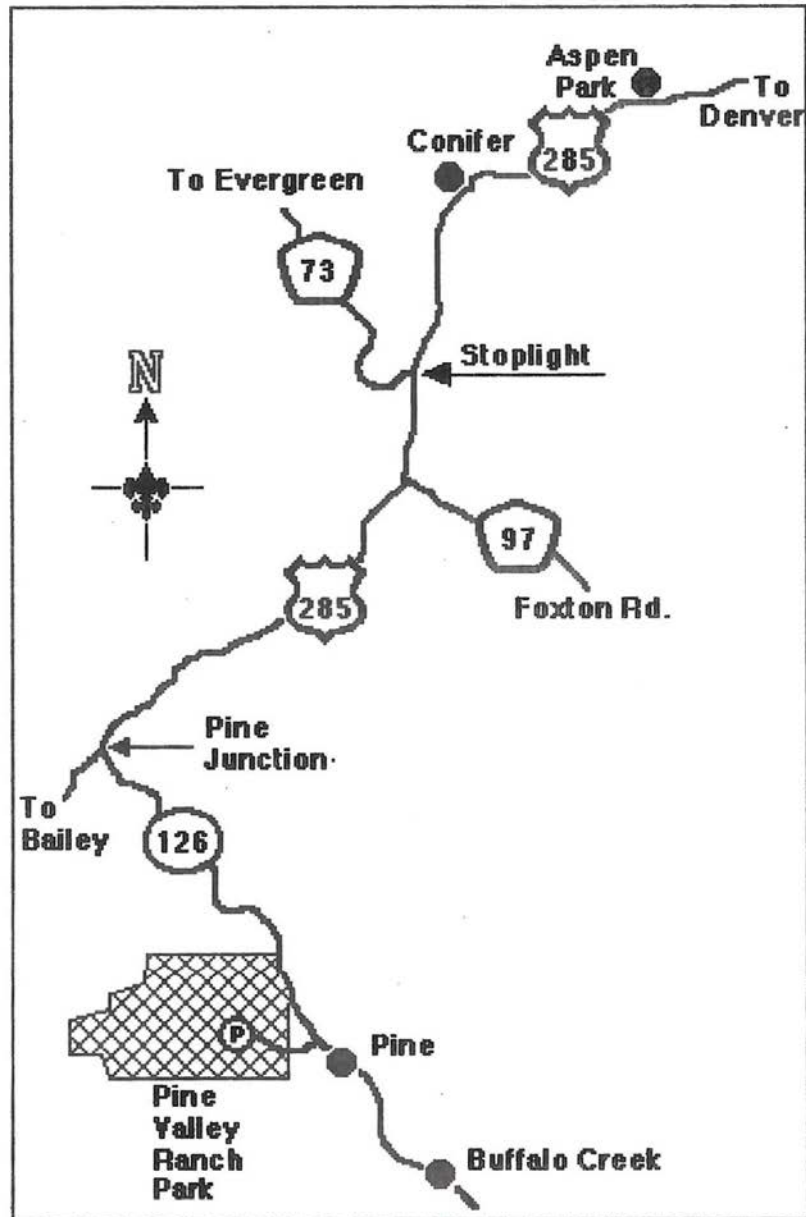 Aspen
Park
To
Denver
Conifer
285
To Evergreen
73
Stoplight
N
97
Foxton Rd.
285
Pine
Junction
To
Bailey
126
P
Pine
Pine
Valley
Ranch
Park
Buffalo Creek